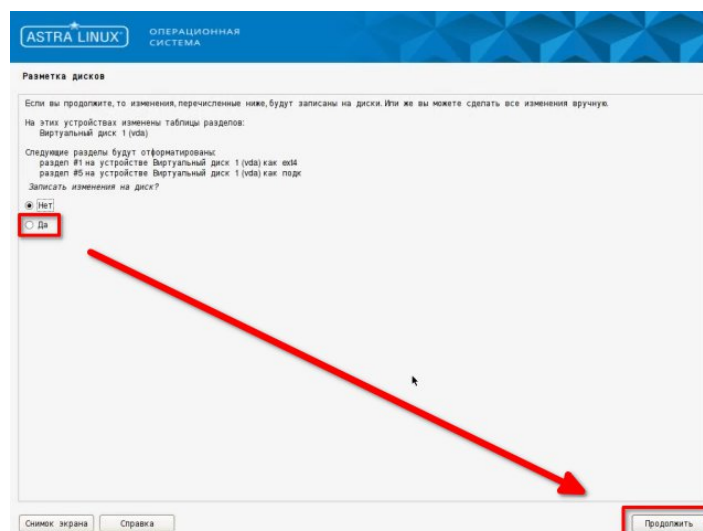 ASTRA LINUX
ОПЕРАЦИОННАЯ
СИСТЕМА
Разметка дисков
Если вы продолжите, то изменения, перечисленные ниже, будут записаны на диски. Или же вы можете сделать все изменения вручную.
На этих устройствах изменены таблицы разделов:
Виртуальный диск 1 (vda)
Следующие разделы будут отформатированы:
раздел #1 на устройстве Виртуальный диск 1 (vda) как ext4
раздел #5 на устройстве Виртуальный диск 1 (vda) как подк
Записать изменения на диск?
Нет
Да
Снимок экрана
Справка
Продолжить